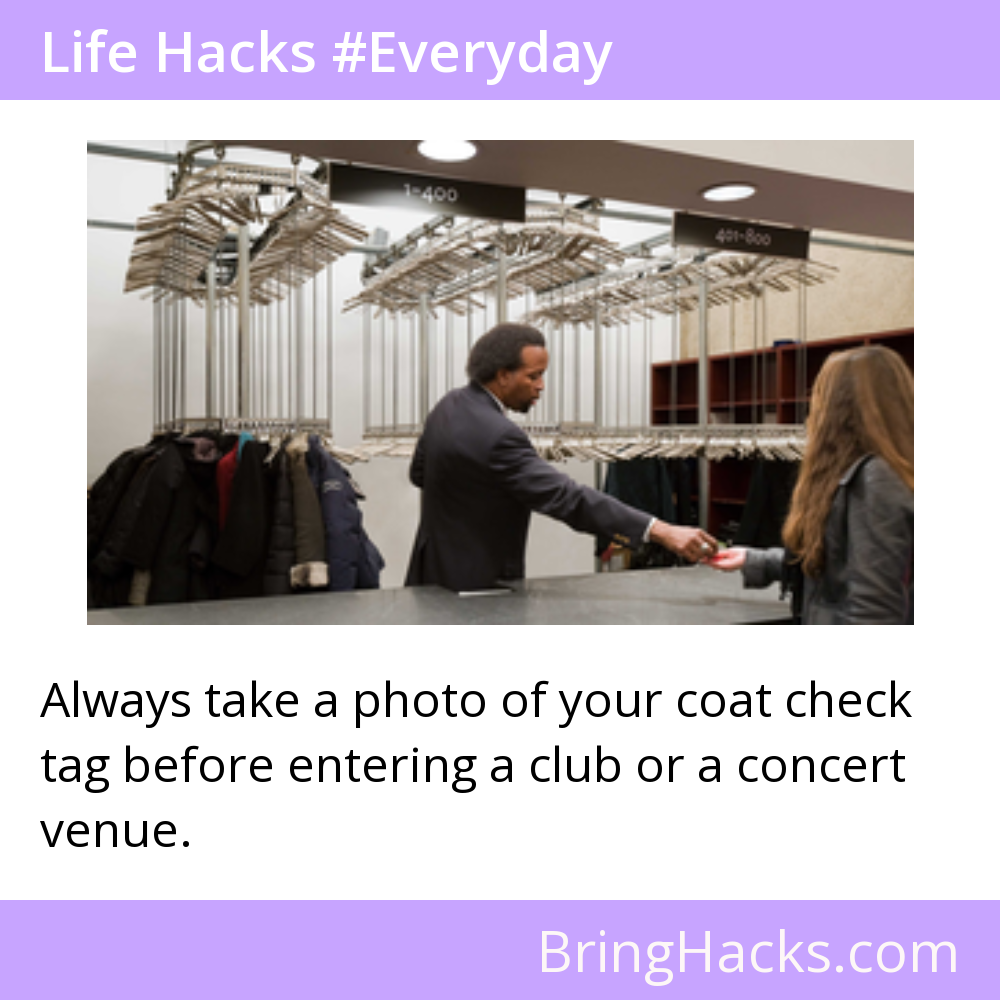 Life Hacks #Everyday
1-400
401-800
Always take a photo of your coat check
tag before entering a club or a concert
venue.
BringHacks.com